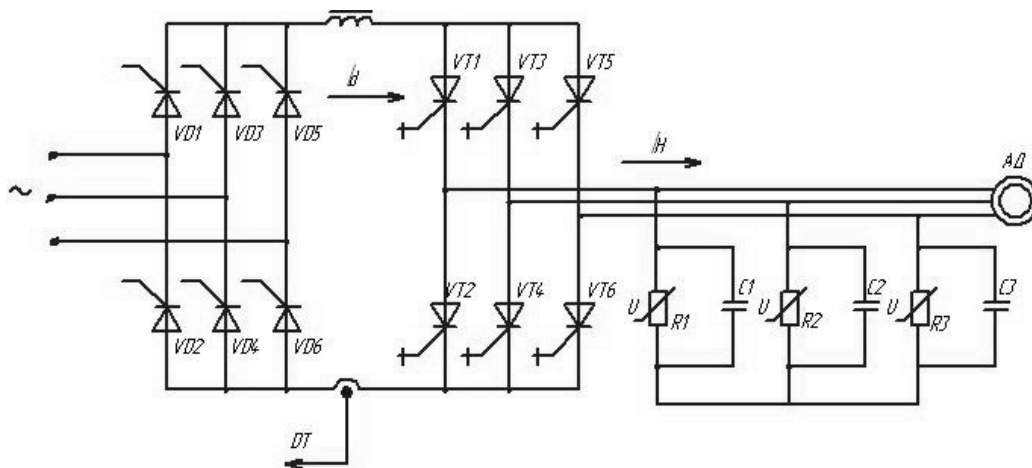 VT1
VT3
VT5
Id
VD1
VD3
VD5
Iн
АД
~
VT2
VT4
VT6
U
R1
C1
U
R2
C2
U
R3
C3
VD2
VD4
VD6
DT